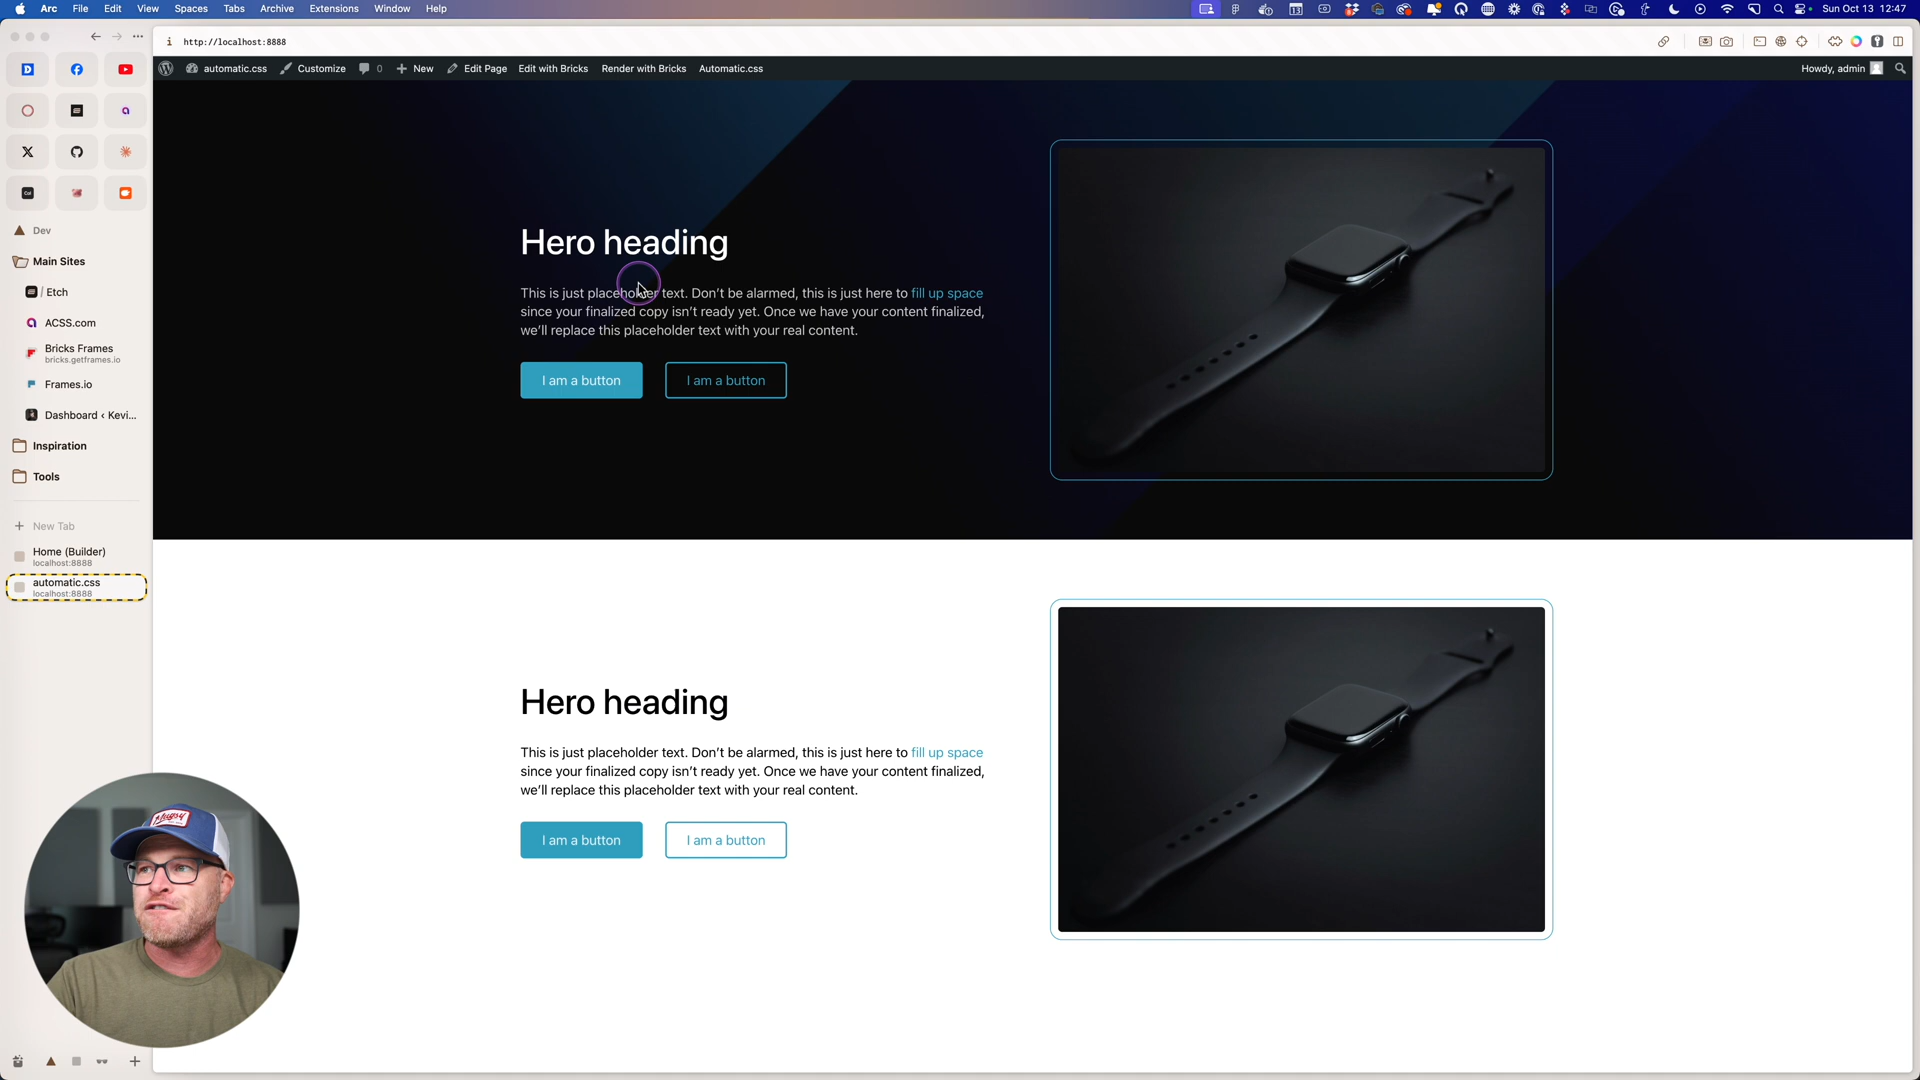 Arc File Edit View Spaces Tabs Archive Extensions Window Help
Sun Oct 13 12:47
http://localhost:8888
automatic.css Customize 0 New Edit Page Edit with Bricks Render with Bricks Automatic.css
Howdy, admin
Dev
Main Sites
/ Etch
ACSS.com
Bricks Frames
bricks.getframes.io
Frames.io
Dashboard ‹ Kevi...
Inspiration
Tools
New Tab
Home (Builder)
localhost:8888
automatic.css
localhost:8888
Hero heading
This is just placeholder text. Don’t be alarmed, this is just here to fill up space
since your finalized copy isn’t ready yet. Once we have your content finalized,
we’ll replace this placeholder text with your real content.
I am a button
I am a button
Hero heading
This is just placeholder text. Don’t be alarmed, this is just here to fill up space
since your finalized copy isn’t ready yet. Once we have your content finalized,
we’ll replace this placeholder text with your real content.
I am a button
I am a button